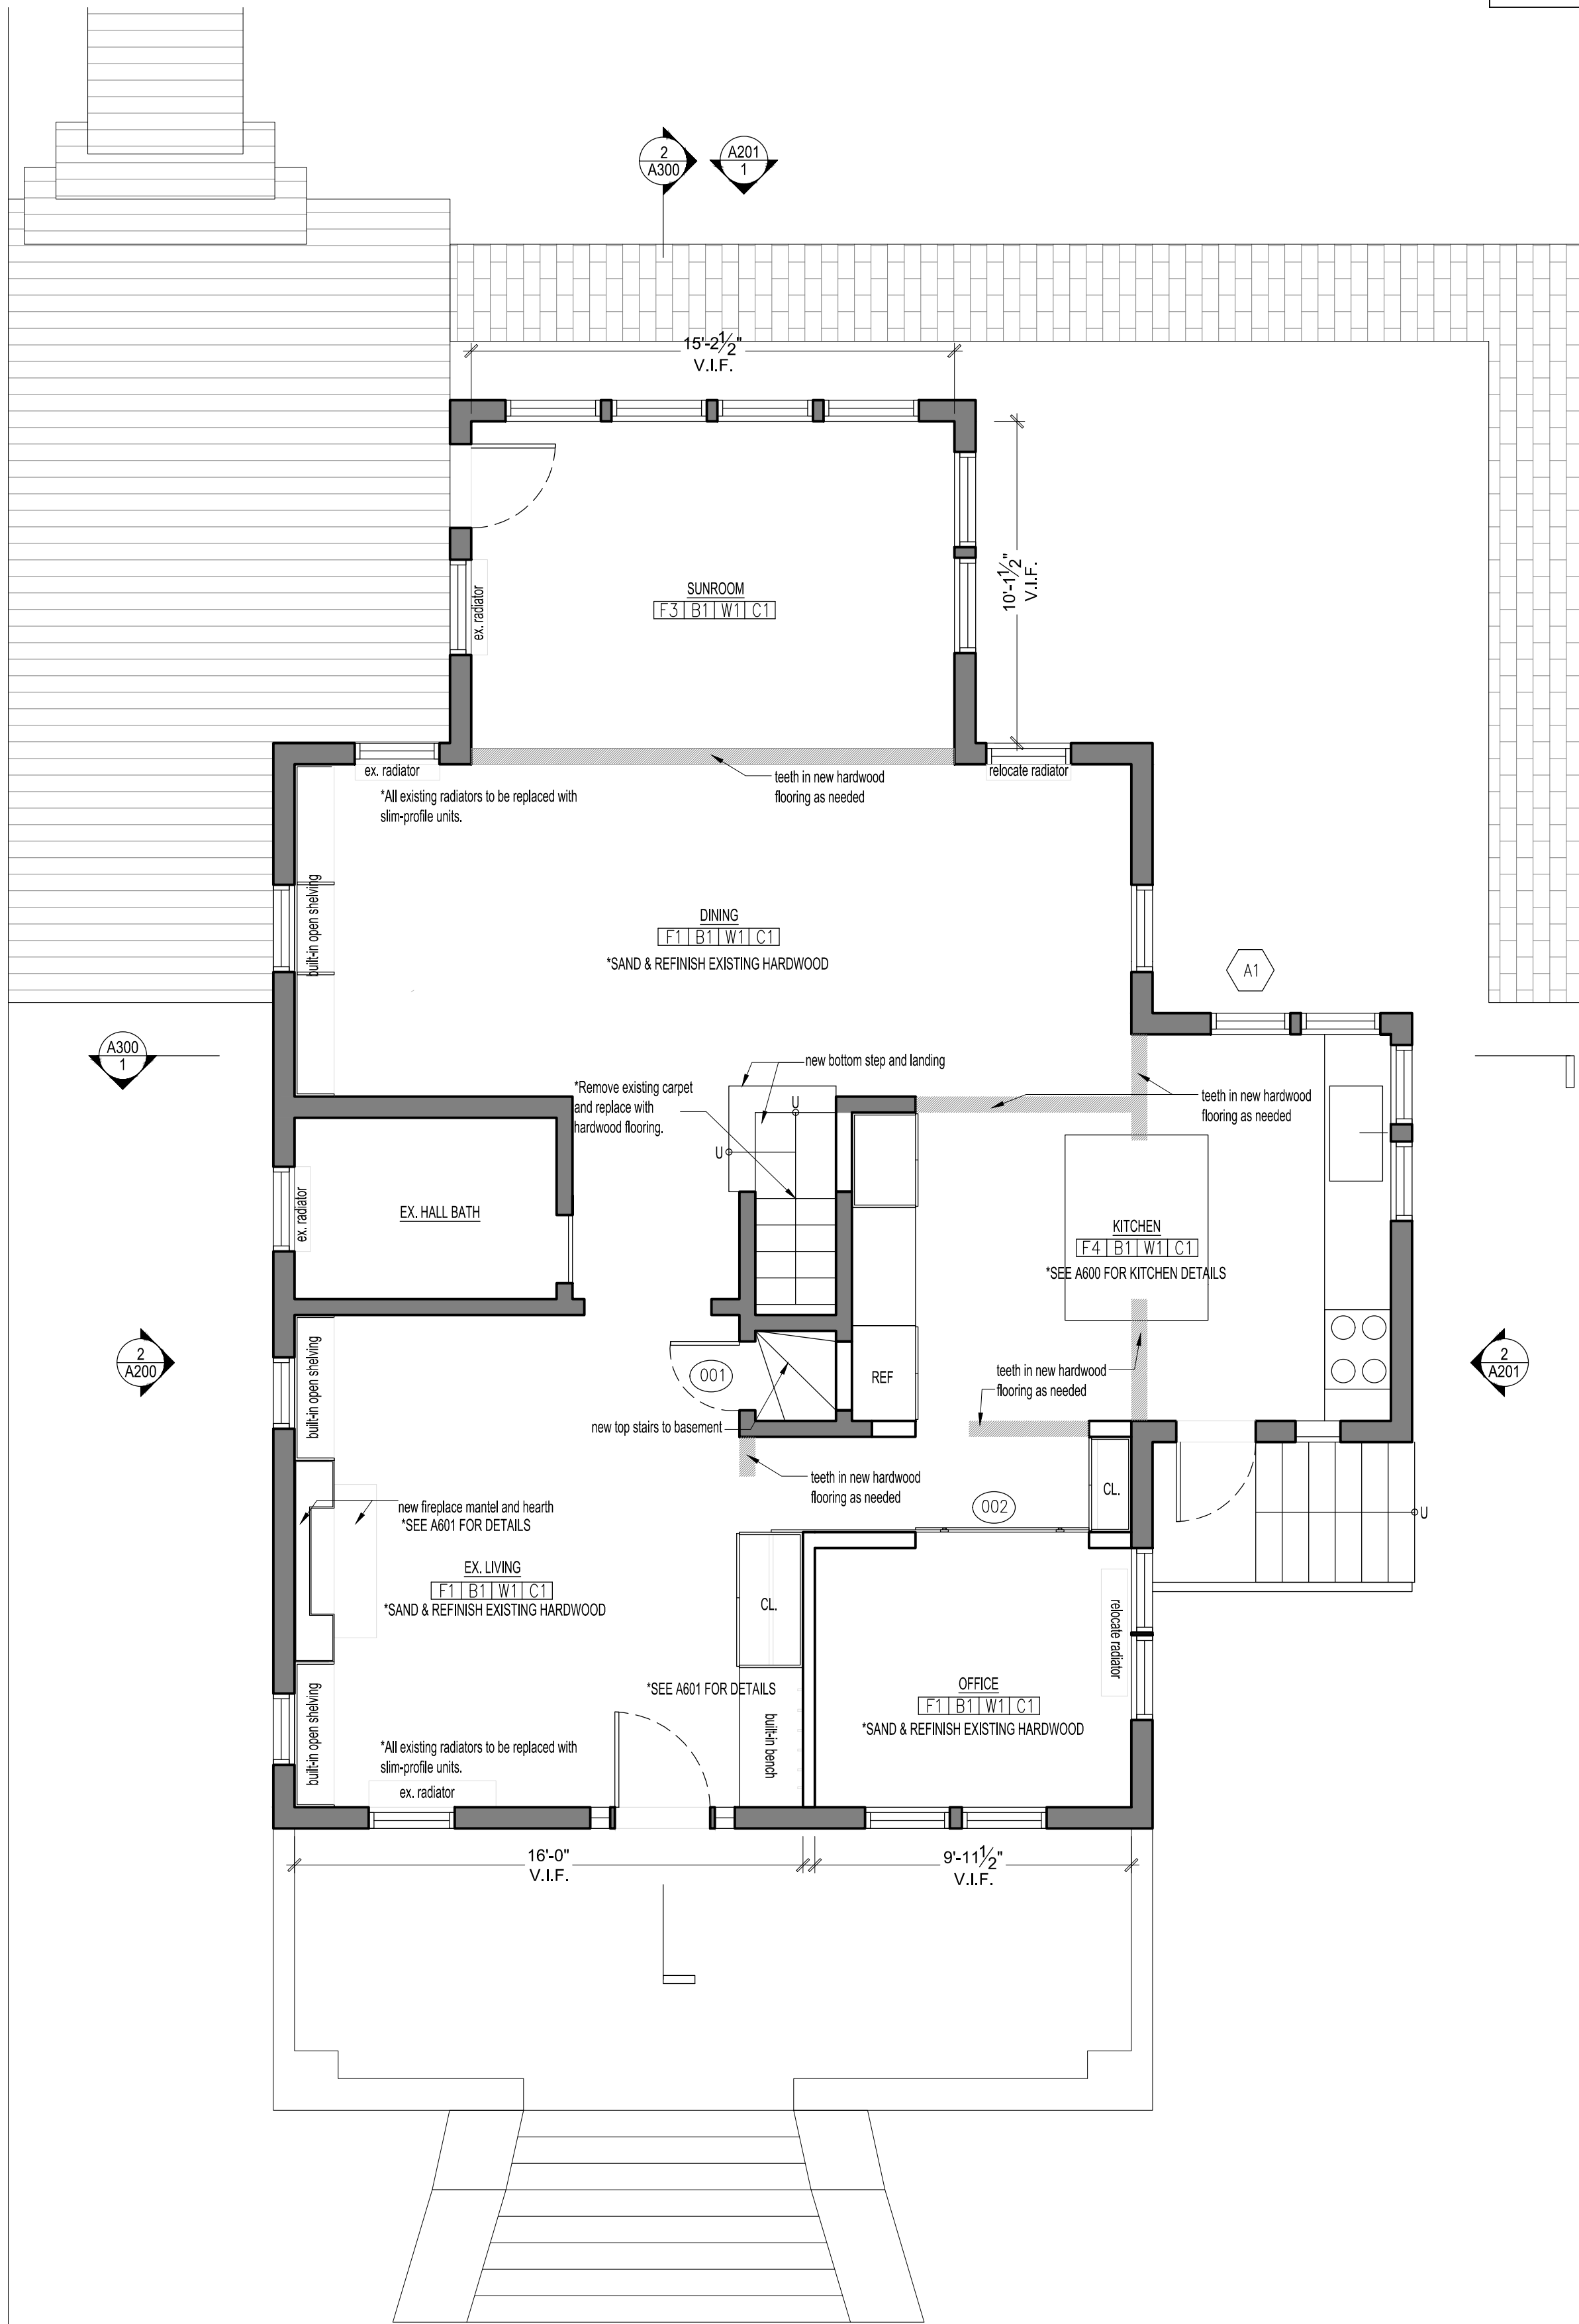 2
A300
A201
1
15'-2 1/2"
V.I.F.
10'-1 1/2"
V.I.F.
SUNROOM
F3 B1 W1 C1
ex. radiator
ex. radiator
*All existing radiators to be replaced with
slim-profile units.
teeth in new hardwood
flooring as needed
relocate radiator
built-in open shelving
DINING
F1 B1 W1 C1
*SAND & REFINISH EXISTING HARDWOOD
A1
A300
1
new bottom step and landing
*Remove existing carpet
and replace with
hardwood flooring.
U
U
teeth in new hardwood
flooring as needed
ex. radiator
EX. HALL BATH
KITCHEN
F4 B1 W1 C1
*SEE A600 FOR KITCHEN DETAILS
2
A200
2
A201
built-in open shelving
001
REF
teeth in new hardwood
flooring as needed
new top stairs to basement
teeth in new hardwood
flooring as needed
002
CL.
U
new fireplace mantel and hearth
*SEE A601 FOR DETAILS
EX. LIVING
F1 B1 W1 C1
*SAND & REFINISH EXISTING HARDWOOD
CL.
relocate radiator
*SEE A601 FOR DETAILS
OFFICE
F1 B1 W1 C1
*SAND & REFINISH EXISTING HARDWOOD
built-in open shelving
built-in bench
*All existing radiators to be replaced with
slim-profile units.
ex. radiator
16'-0"
V.I.F.
9'-11 1/2"
V.I.F.